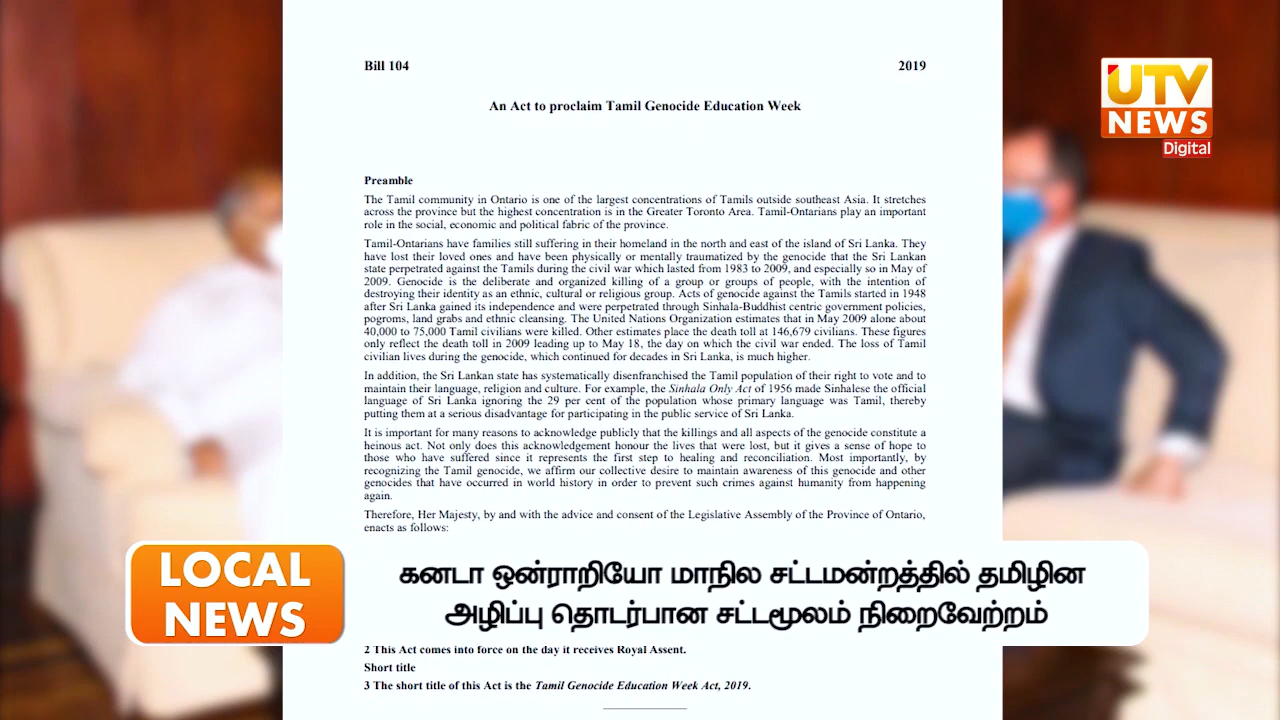 Bill 104 2019
An Act to proclaim Tamil Genocide Education Week
UTV
NEWS
Digital
Preamble
The Tamil community in Ontario is one of the largest concentrations of Tamils outside southeast Asia. It stretches
across the province but the highest concentration is in the Greater Toronto Area. Tamil-Ontarians play an important
role in the social, economic and political fabric of the province.
Tamil-Ontarians have families still suffering in their homeland in the north and east of the island of Sri Lanka. They
have lost their loved ones and have been physically or mentally traumatized by the genocide that the Sri Lankan
state perpetrated against the Tamils during the civil war which lasted from 1983 to 2009, and especially so in May of
2009. Genocide is the deliberate and organized killing of a group or groups of people, with the intention of
destroying their identity as an ethnic, cultural or religious group. Acts of genocide against the Tamils started in 1948
after Sri Lanka gained its independence and were perpetrated through Sinhala-Buddhist centric government policies,
pogroms, land grabs and ethnic cleansing. The United Nations Organization estimates that in May 2009 alone about
40,000 to 75,000 Tamil civilians were killed. Other estimates place the death toll at 146,679 civilians. These figures
only reflect the death toll in 2009 leading up to May 18, the day on which the civil war ended. The loss of Tamil
civilian lives during the genocide, which continued for decades in Sri Lanka, is much higher.
In addition, the Sri Lankan state has systematically disenfranchised the Tamil population of their right to vote and to
maintain their language, religion and culture. For example, the Sinhala Only Act of 1956 made Sinhalese the official
language of Sri Lanka ignoring the 29 per cent of the population whose primary language was Tamil, thereby
putting them at a serious disadvantage for participating in the public service of Sri Lanka.
It is important for many reasons to acknowledge publicly that the killings and all aspects of the genocide constitute a
heinous act. Not only does this acknowledgement honour the lives that were lost, but it gives a sense of hope to
those who have suffered since it represents the first step to healing and reconciliation. Most importantly, by
recognizing the Tamil genocide, we affirm our collective desire to maintain awareness of this genocide and other
genocides that have occurred in world history in order to prevent such crimes against humanity from happening
again.
Therefore, Her Majesty, by and with the advice and consent of the Legislative Assembly of the Province of Ontario,
enacts as follows:
LOCAL
NEWS
கனடா ஒன்ராறியோ மாநில சட்டமன்றத்தில் தமிழின
அழிப்பு தொடர்பான சட்டமூலம் நிறைவேற்றம்
2 This Act comes into force on the day it receives Royal Assent.
Short title
3 The short title of this Act is the Tamil Genocide Education Week Act, 2019.